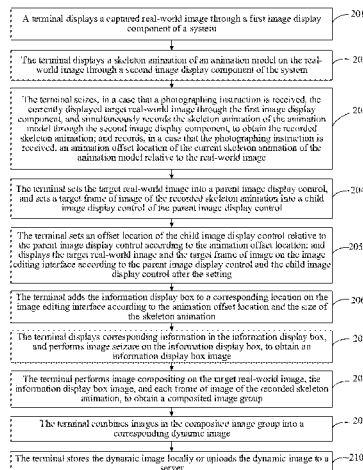 A terminal displays a captured real-world image through a first image display
component of a system
The terminal displays a skeleton animation of an animation model on the real-
world image through a second image display component of the system
The terminal seizes, in a case that a photographing instruction is received, the
currently displayed target real-world image through the first image display
component, and simultaneously records the skeleton animation of the animation
model through the second image display component, to obtain the recorded
skeleton animation; and records, in a case that the photographing instruction is
received, an animation offset location of the current skeleton animation of the
animation model relative to the real-world image
The terminal sets the target real-world image into a parent image display control,
and sets a target frame of image of the recorded skeleton animation into a child
image display control of the parent image display control
204
The terminal sets an offset location of the child image display control relative to
the parent image display control according to the animation offset location; and
displays the target real-world image and the target frame of image on the image
editing interface according to the parent image display control and the child image
display control after the setting
205
The terminal adds the information display box to a corresponding location on the
image editing interface according to the animation offset location and the size of
the skeleton animation
The terminal displays corresponding information in the information display box,
and performs image seizure on the information display box, to obtain an
information display box image
The terminal performs image compositing on the target real-world image, the
information display box image, and each frame of image of the recorded skeleton
animation, to obtain a composited image group
The terminal combines images in the composited image group into a
corresponding dynamic image
The terminal stores the dynamic image locally or uploads the dynamic image to a
server
210